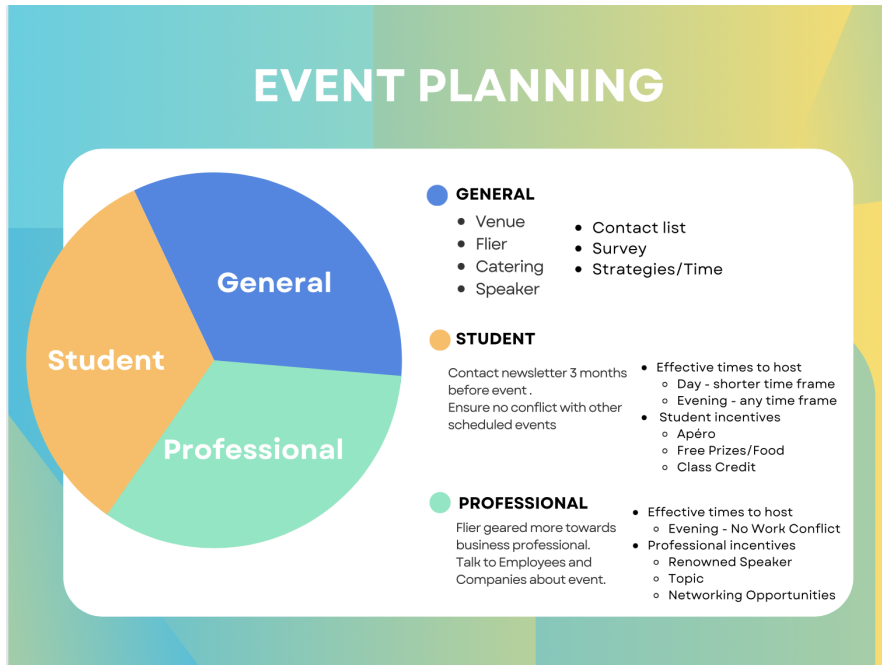 EVENT PLANNING
General
Student
Professional
GENERAL
• Venue
• Flier
• Catering
• Speaker
• Contact list
• Survey
• Strategies/Time
STUDENT
Contact newsletter 3 months
before event .
Ensure no conflict with other
scheduled events
• Effective times to host
◦ Day - shorter time frame
◦ Evening - any time frame
• Student incentives
◦ Apéro
◦ Free Prizes/Food
◦ Class Credit
PROFESSIONAL
Flier geared more towards
business professional.
Talk to Employees and
Companies about event.
• Effective times to host
◦ Evening - No Work Conflict
• Professional incentives
◦ Renowned Speaker
◦ Topic
◦ Networking Opportunities